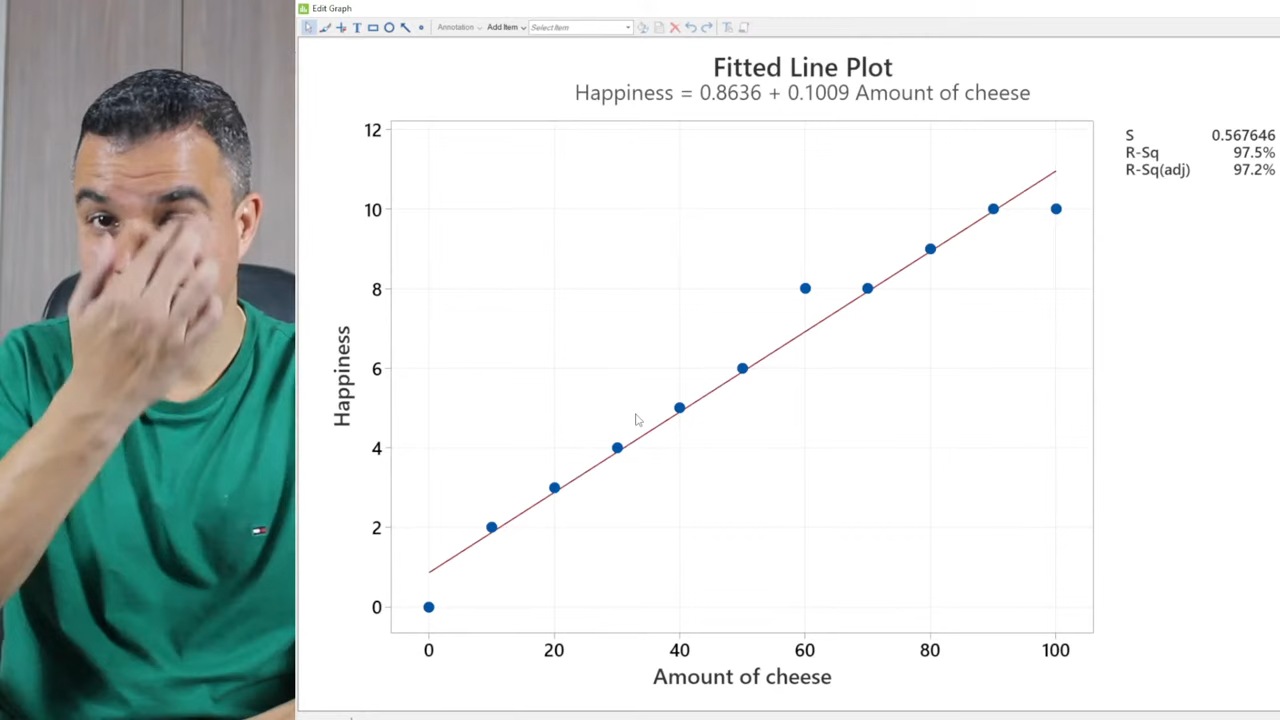 Edit Graph
T
Annotation
Add Item
Select Item
Fitted Line Plot
Happiness = 0.8636 + 0.1009 Amount of cheese
S 0.567646
R-Sq 97.5%
R-Sq(adj) 97.2%
12
10
8
6
4
2
0
Happiness
0 20 40 60 80 100
Amount of cheese